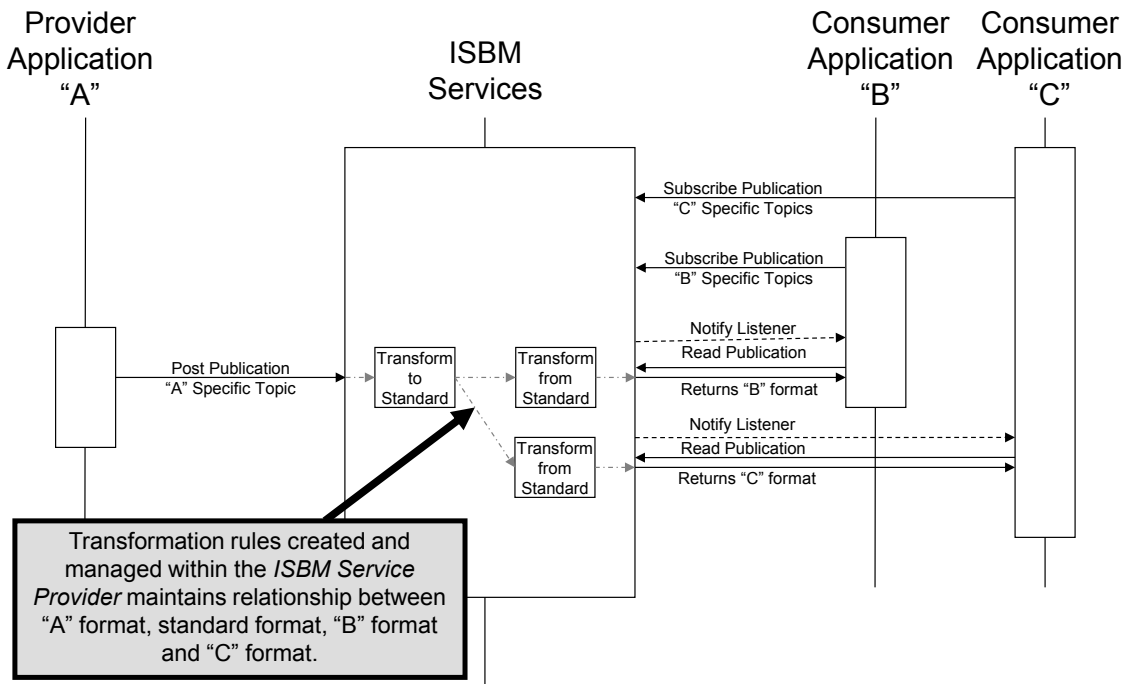 Provider
Application
“A”
ISBM
Services
Consumer
Application
“B”
Consumer
Application
“C”
Subscribe Publication
“C” Specific Topics
Subscribe Publication
“B” Specific Topics
Notify Listener
Read Publication
Returns “B” format
Post Publication
“A” Specific Topic
Transform
to
Standard
Transform
from
Standard
Notify Listener
Read Publication
Returns “C” format
Transform
from
Standard
Transformation rules created and
managed within the ISBM Service
Provider maintains relationship between
“A” format, standard format, “B” format
and “C” format.